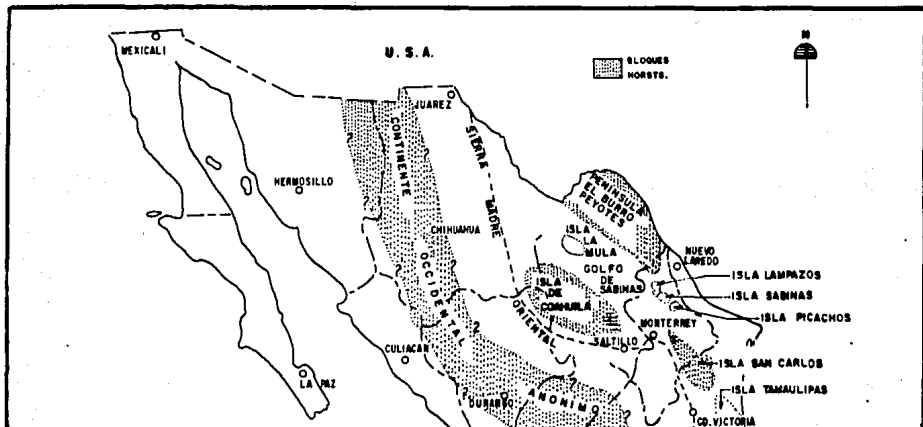 MEXICALI
U. S. A.
BLOQUES
HORSTS.
N
JUAREZ
CONTINENTE
SIERRA
MADRE
HERMOSILLO
PENINSULA
EL BURRO
PEYOTES
CHIHUAHUA
ISLA
LA
MULA
NUEVO
LAREDO
GOLFO
DE
SABINAS
ISLA LAMPAZOS
OCCIDENTAL
ISLA
DE
COAHUILA
ISLA SABINAS
ORIENTAL
ISLA PICACHOS
MONTERREY
SALTILLO
CULIACAN
ISLA SAN CARLOS
LA PAZ
DURANGO
ANONIMO
ISLA TAMAULIPAS
CD. VICTORIA